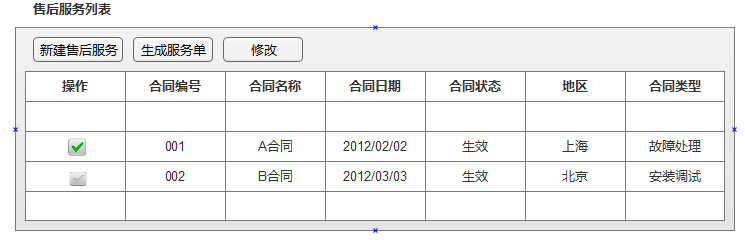 售后服务列表
新建售后服务 生成服务单 修改
操作 合同编号 合同名称 合同日期 合同状态 地区 合同类型
001 A合同 2012/02/02 生效 上海 故障处理
002 B合同 2012/03/03 生效 北京 安装调试